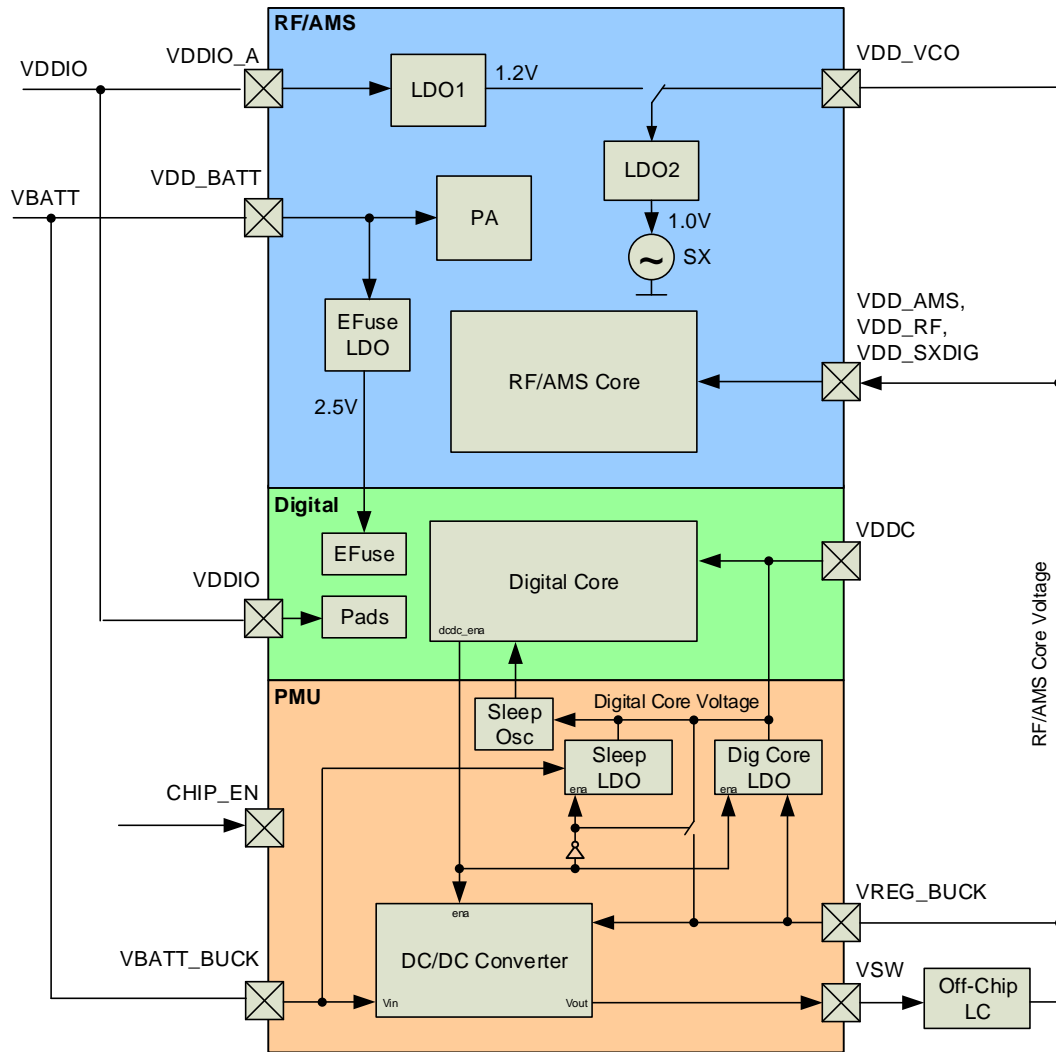 RF/AMS
VDDIO
VDDIO_A
LDO1
1.2V
VDD_VCO
LDO2
1.0V
SX
~
VBATT
VDD_BATT
PA
EFuse
LDO
2.5V
RF/AMS Core
VDD_AMS,
VDD_RF,
VDD_SXDIG
Digital
EFuse
VDDIO
Pads
Digital Core
dcdc_ena
VDDC
RF/AMS Core Voltage
PMU
Sleep
Osc
Digital Core Voltage
Sleep
LDO
ena
Dig Core
LDO
ena
CHIP_EN
VREG_BUCK
ena
DC/DC Converter
Vin
Vout
VBATT_BUCK
VSW
Off-Chip
LC